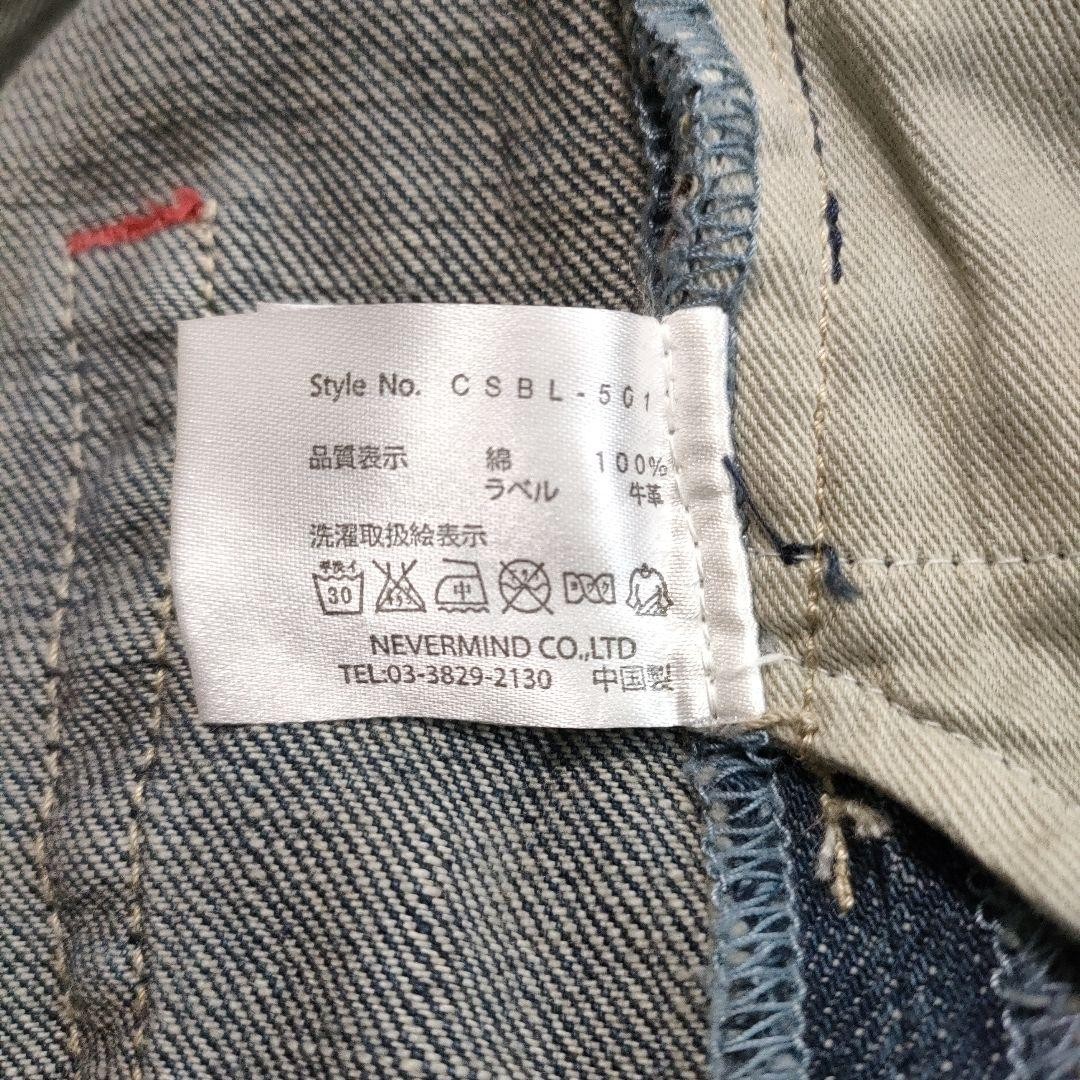 Style No. CSBL-501
品質表示 綿 100%
ラベル 牛革
洗濯取扱絵表示
手洗イ
30
中
NEVERMIND CO.,LTD
TEL:03-3829-2130 中国製